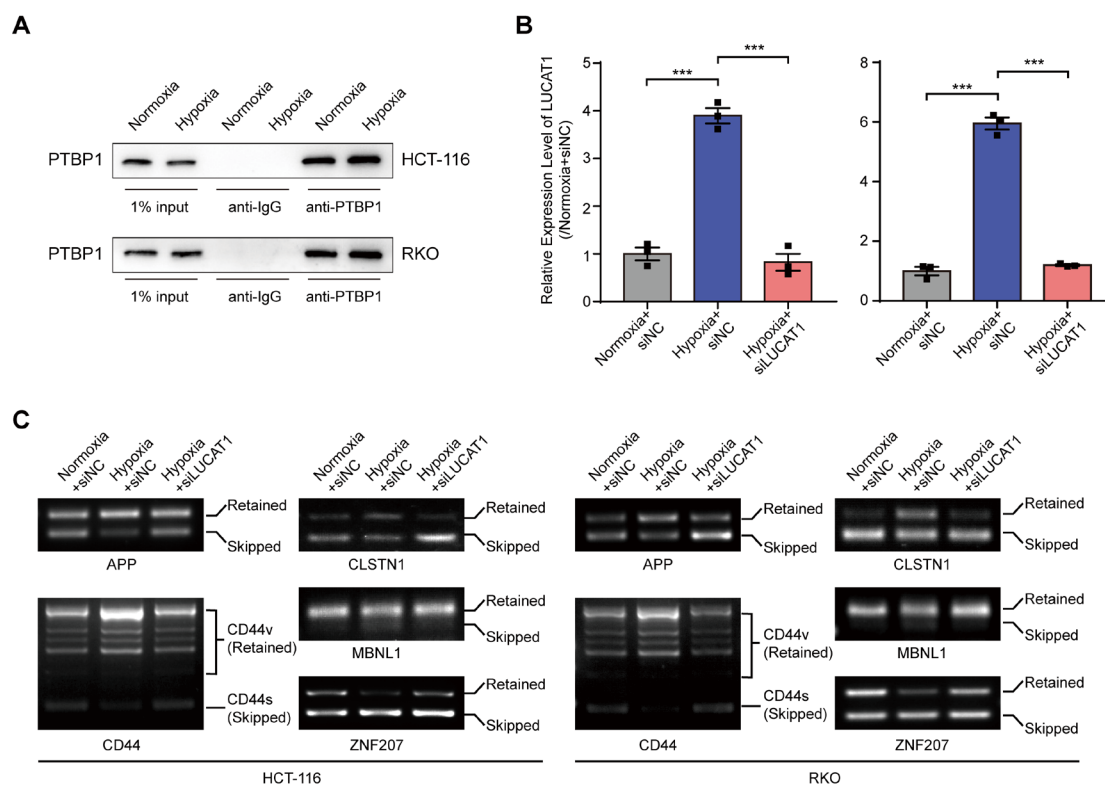 A
Normoxia
Hypoxia
Normoxia
Hypoxia
Normoxia
Hypoxia
PTBP1
HCT-116
1% input
anti-IgG
anti-PTBP1
PTBP1
RKO
1% input
anti-IgG
anti-PTBP1
B
Relative Expression Level of LUCAT1
(/Normoxia+siNC)
5
4
3
2
1
0
***
***
Normoxia+
siNC
Hypoxia+
siNC
Hypoxia+
siLUCAT1
8
6
4
2
0
***
***
Normoxia+
siNC
Hypoxia+
siNC
Hypoxia+
siLUCAT1
C
Normoxia
+siNC
Hypoxia
+siNC
Hypoxia
+siLUCAT1
Normoxia
+siNC
Hypoxia
+siNC
Hypoxia
+siLUCAT1
Retained
Skipped
APP
Retained
Skipped
CLSTN1
CD44v
(Retained)
CD44s
(Skipped)
CD44
Retained
Skipped
MBNL1
Retained
Skipped
ZNF207
HCT-116
Normoxia
+siNC
Hypoxia
+siNC
Hypoxia
+siLUCAT1
Normoxia
+siNC
Hypoxia
+siNC
Hypoxia
+siLUCAT1
Retained
Skipped
APP
Retained
Skipped
CLSTN1
CD44v
(Retained)
CD44s
(Skipped)
CD44
Retained
Skipped
MBNL1
Retained
Skipped
ZNF207
RKO